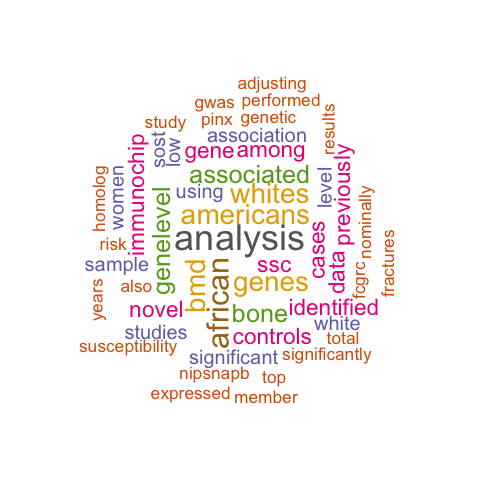 adjusting
gwas performed
pinx genetic
study
results
association
sost
low
gene among
immunochip
previously
associated
women
homolog
using whites level
genelevel
americans
nominally
risk
analysis
cases
data
sample
ssc
fcgrc
fractures
african
bmd genes
years
also
novel
bone identified
studies
controls white
total
susceptibility
significant significantly
nipsnapb top
expressed member